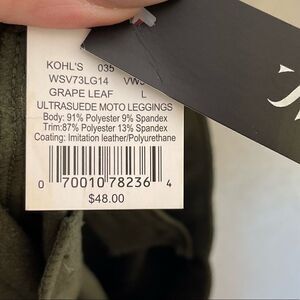 KOHL'S 035
WSV73LG14
GRAPE LEAF L
ULTRASUEDE MOTO LEGGINGS
Body: 91% Polyester 9% Spandex
Trim:87% Polyester 13% Spandex
Coating: Imitation leather/Polyurethane
0 70010 78236 4
$48.00